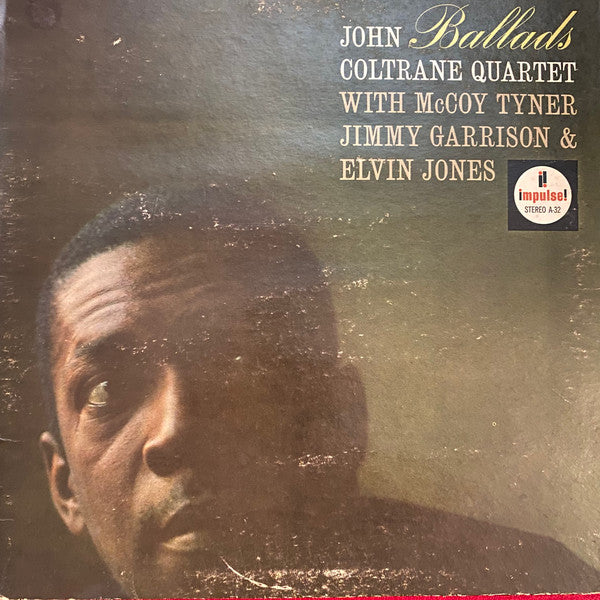 JOHN Ballads
COLTRANE QUARTET
WITH McCOY TYNER
JIMMY GARRISON &
ELVIN JONES
i!
impulse!
STEREO A-32